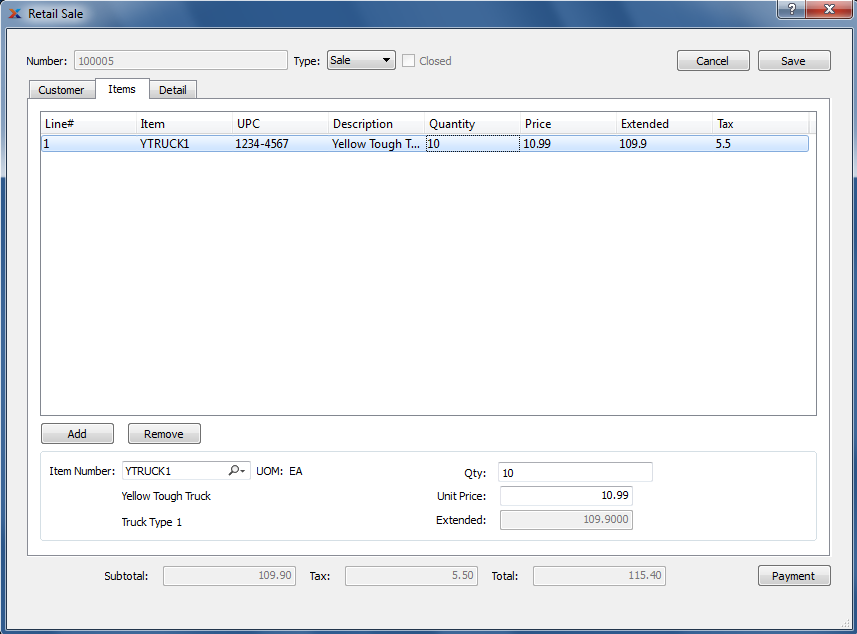 Retail Sale
Number: 100005 Type: Sale Closed Cancel Save
Customer Items Detail
Line# Item UPC Description Quantity Price Extended Tax
1 YTRUCK1 1234-4567 Yellow Tough T... 10 10.99 109.9 5.5
Add Remove
Item Number: YTRUCK1 UOM: EA Qty: 10
Yellow Tough Truck Unit Price: 10.99
Truck Type 1 Extended: 109.9000
Subtotal: 109.90 Tax: 5.50 Total: 115.40 Payment